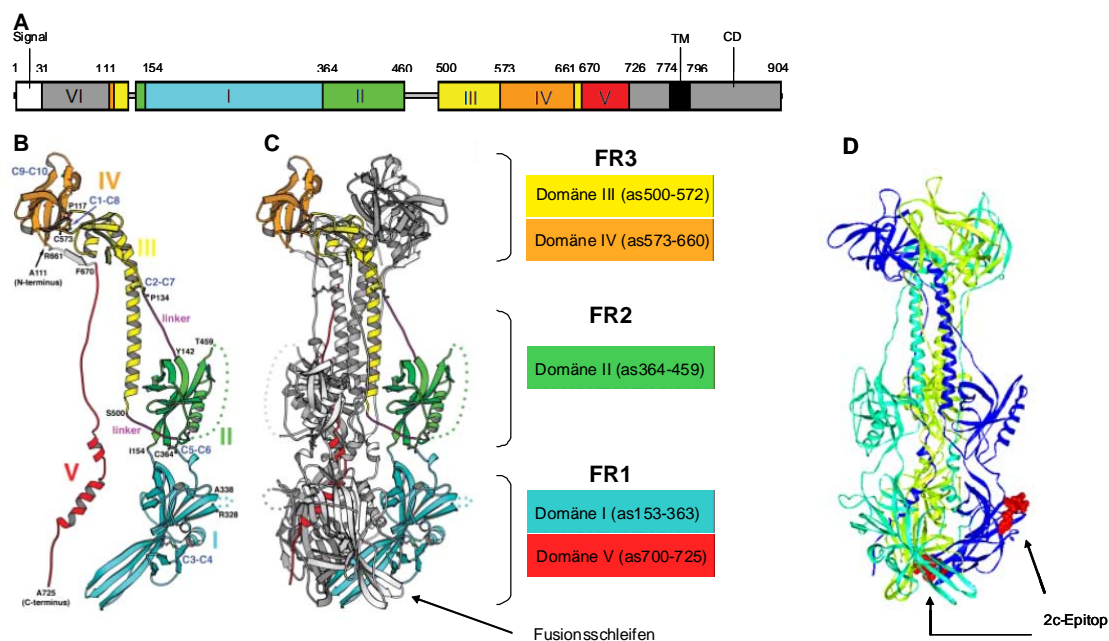 A
Signal
TM
CD
1 31 111 154 364 460 500 573 661 670 726 774 796 904
VI I II III IV V
B
C9-C10
IV
P117
C1-C8
C573
R661
III
A111
(N-terminus)
F670
C2-C7
P134
linker
T459
Y142
S500
linker
II
I154
C364
C5-C6
V
A338
R328
I
C3-C4
A725
(C-terminus)
C
Fusionsschleifen
FR3
Domäne III (as500-572)
Domäne IV (as573-660)
FR2
Domäne II (as364-459)
FR1
Domäne I (as153-363)
Domäne V (as700-725)
D
2c-Epitop